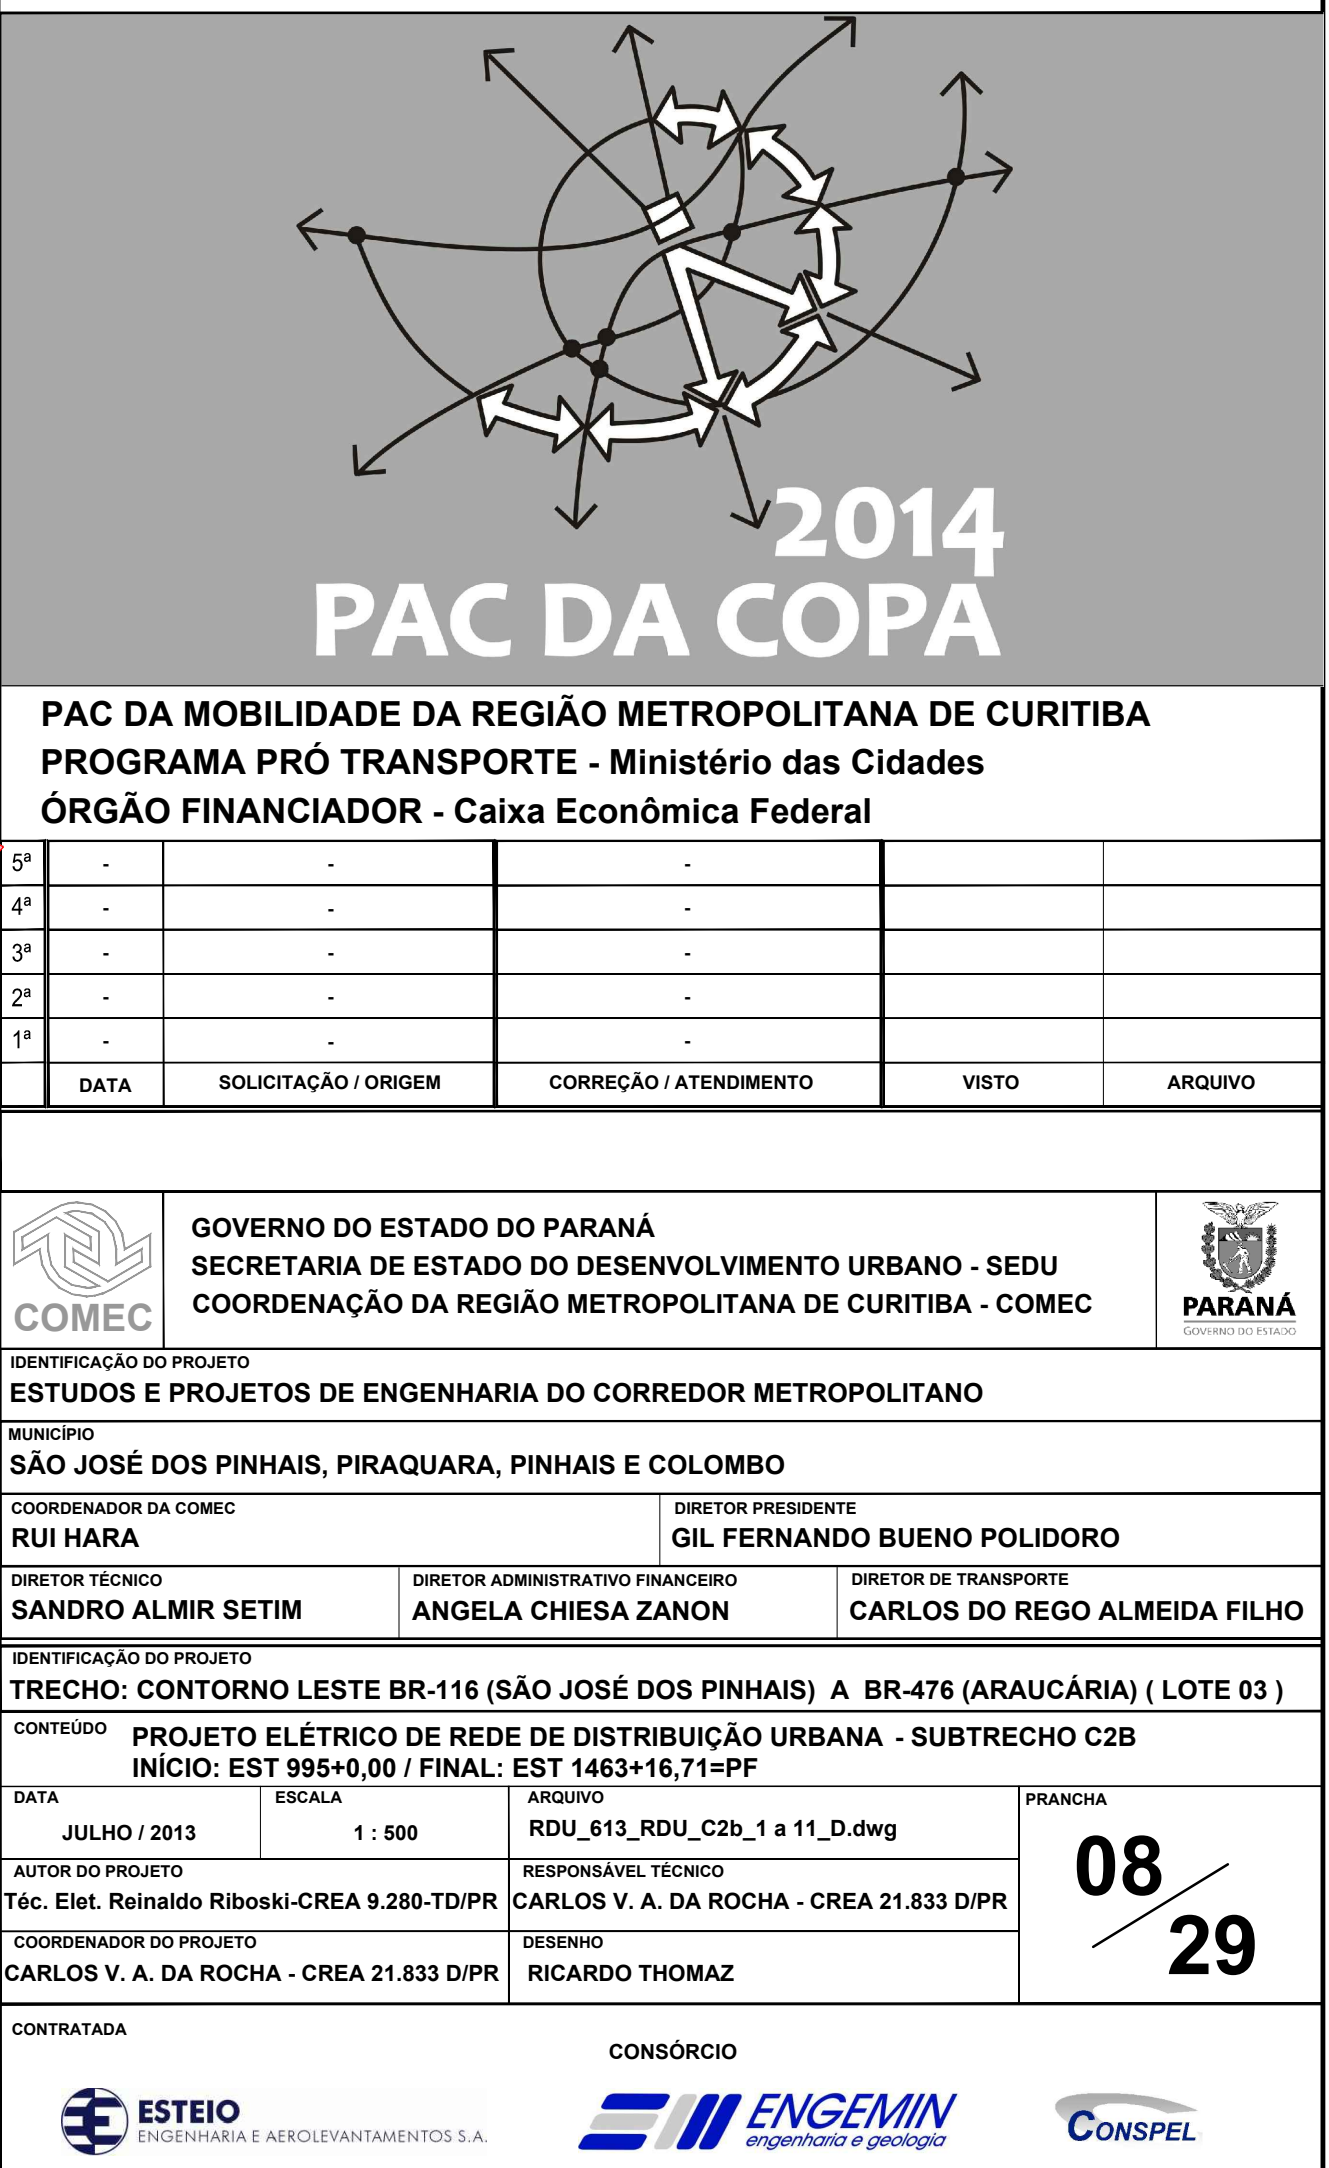 2014
PAC DA COPA
PAC DA MOBILIDADE DA REGIÃO METROPOLITANA DE CURITIBA
PROGRAMA PRÓ TRANSPORTE - Ministério das Cidades
ÓRGÃO FINANCIADOR - Caixa Econômica Federal
5ª - - -
4ª - - -
3ª - - -
2ª - - -
1ª - - -
DATA SOLICITAÇÃO / ORIGEM CORREÇÃO / ATENDIMENTO VISTO ARQUIVO
COMEC
GOVERNO DO ESTADO DO PARANÁ
SECRETARIA DE ESTADO DO DESENVOLVIMENTO URBANO - SEDU
COORDENAÇÃO DA REGIÃO METROPOLITANA DE CURITIBA - COMEC
PARANÁ
GOVERNO DO ESTADO
IDENTIFICAÇÃO DO PROJETO
ESTUDOS E PROJETOS DE ENGENHARIA DO CORREDOR METROPOLITANO
MUNICÍPIO
SÃO JOSÉ DOS PINHAIS, PIRAQUARA, PINHAIS E COLOMBO
COORDENADOR DA COMEC
RUI HARA
DIRETOR PRESIDENTE
GIL FERNANDO BUENO POLIDORO
DIRETOR TÉCNICO
SANDRO ALMIR SETIM
DIRETOR ADMINISTRATIVO FINANCEIRO
ANGELA CHIESA ZANON
DIRETOR DE TRANSPORTE
CARLOS DO REGO ALMEIDA FILHO
IDENTIFICAÇÃO DO PROJETO
TRECHO: CONTORNO LESTE BR-116 (SÃO JOSÉ DOS PINHAIS) A BR-476 (ARAUCÁRIA) ( LOTE 03 )
CONTEÚDO
PROJETO ELÉTRICO DE REDE DE DISTRIBUIÇÃO URBANA - SUBTRECHO C2B
INÍCIO: EST 995+0,00 / FINAL: EST 1463+16,71=PF
DATA
JULHO / 2013
ESCALA
1 : 500
ARQUIVO
RDU_613_RDU_C2b_1 a 11_D.dwg
PRANCHA
08
29
AUTOR DO PROJETO
Téc. Elet. Reinaldo Riboski-CREA 9.280-TD/PR
RESPONSÁVEL TÉCNICO
CARLOS V. A. DA ROCHA - CREA 21.833 D/PR
COORDENADOR DO PROJETO
CARLOS V. A. DA ROCHA - CREA 21.833 D/PR
DESENHO
RICARDO THOMAZ
CONTRATADA
CONSÓRCIO
ESTEIO
ENGENHARIA E AEROLEVANTAMENTOS S.A.
ENGEMIN
engenharia e geologia
CONSPEL